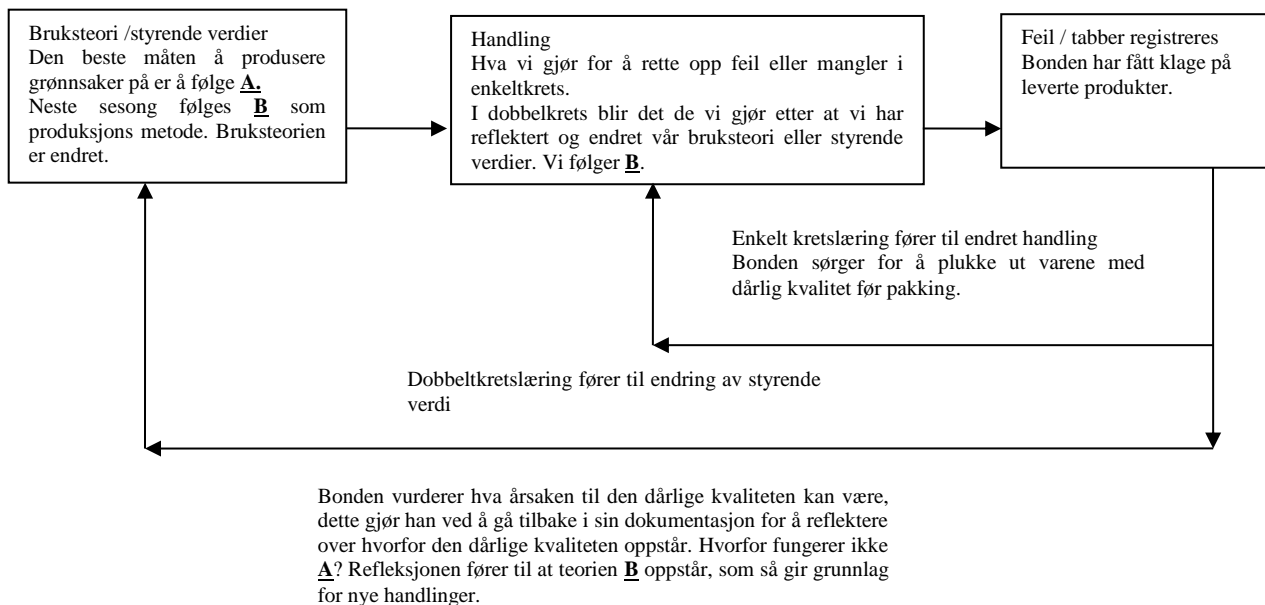 Bruksteori /styrende verdier
Den beste måten å produsere
grønnsaker på er å følge A.
Neste sesong følges B som
produksjons metode. Bruksteorien
er endret.
Handling
Hva vi gjør for å rette opp feil eller mangler i
enkeltkrets.
I dobbelkrets blir det de vi gjør etter at vi har
reflektert og endret vår bruksteori eller styrende
verdier. Vi følger B.
Feil / tabber registreres
Bonden har fått klage på
leverte produkter.
Enkelt kretslæring fører til endret handling
Bonden sørger for å plukke ut varene med
dårlig kvalitet før pakking.
Dobbeltkretslæring fører til endring av styrende
verdi
Bonden vurderer hva årsaken til den dårlige kvaliteten kan være,
dette gjør han ved å gå tilbake i sin dokumentasjon for å reflektere
over hvorfor den dårlige kvaliteten oppstår. Hvorfor fungerer ikke
A? Refleksjonen fører til at teorien B oppstår, som så gir grunnlag
for nye handlinger.